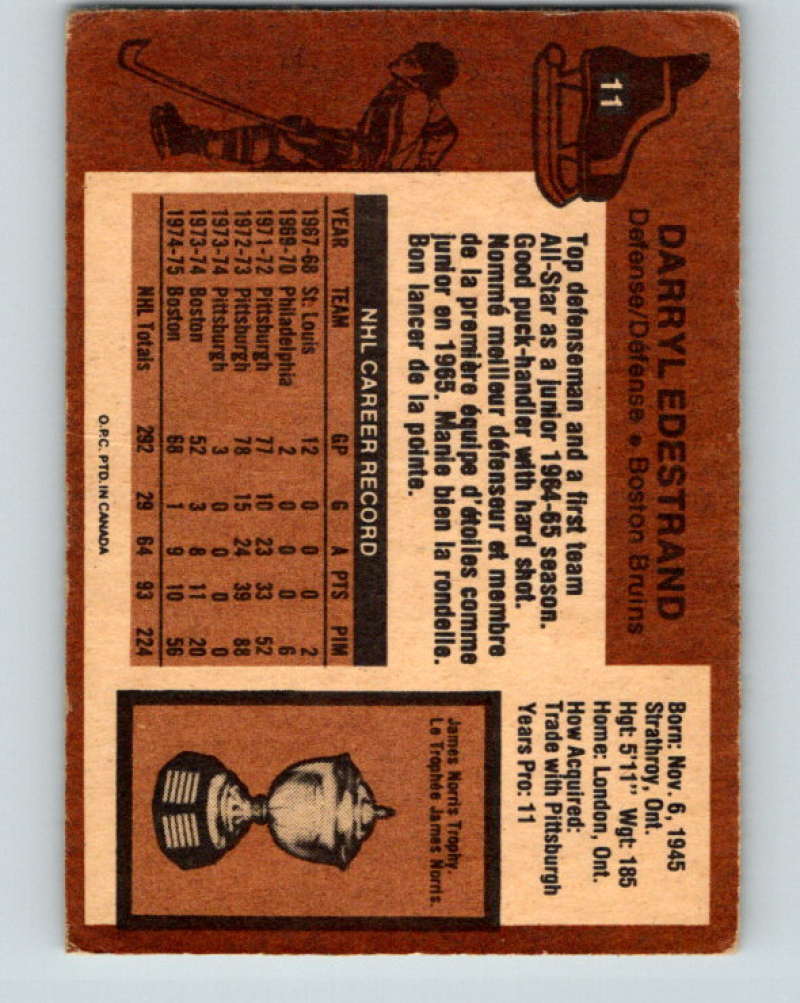 11
DARRYL EDESTRAND
Defense/Défense • Boston Bruins
Born: Nov. 6, 1945
Strathroy, Ont.
Hgt: 5'11" Wgt: 185
Home: London, Ont.
How Acquired:
Trade with Pittsburgh
Years Pro: 11
Top defenseman and a first team
All-Star as a junior 1964-65 season.
Good puck-handler with hard shot.
Nommé meilleur défenseur et membre
de la première équipe d'étoiles comme
junior en 1965. Manie bien la rondelle.
Bon lancer de la pointe.
NHL CAREER RECORD
YEAR TEAM GP G A PTS PIM
1967-68 St. Louis 12 0 0 0 2
1969-70 Philadelphia 2 0 0 0 6
1971-72 Pittsburgh 77 10 23 33 52
1972-73 Pittsburgh 78 15 24 39 88
1973-74 Pittsburgh 3 0 0 0 0
1973-74 Boston 52 3 8 11 20
1974-75 Boston 68 1 9 10 56
NHL Totals 292 29 64 93 224
James Norris Trophy.
Le Trophée James Norris.
O.P.C. PTD. IN CANADA